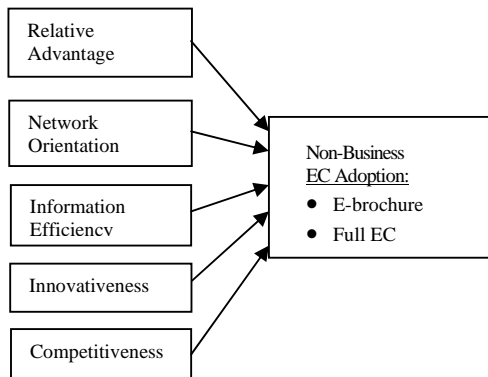 Relative
Advantage
Network
Orientation
Information
Efficiency
Innovativeness
Competitiveness
Non-Business
EC Adoption:
● E-brochure
● Full EC